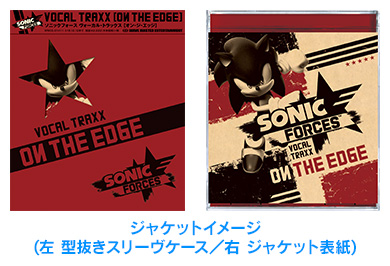 VOCAL TRAXX [ON THE EDGE]
ソニックフォース ヴォーカル・トラックス [オン・ジ・エッジ]
SONIC
FORCES
VOCAL TRAXX
ON THE EDGE
SONIC
FORCES
SONIC
FORCES
VOCAL
TRAXX
ON THE EDGE
ジャケットイメージ
(左 型抜きスリーヴケース／右 ジャケット表紙)